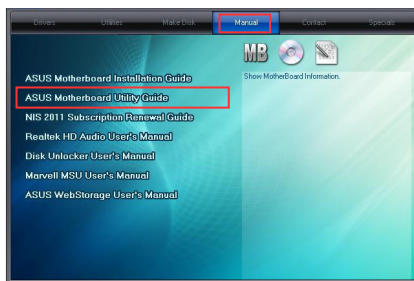 Drivers Utilities Make Disk Manual Contact Specials
MB
Show MotherBoard Information.
ASUS Motherboard Installation Guide
ASUS Motherboard Utility Guide
NIS 2011 Subscription Renewal Guide
Realtek HD Audio User's Manual
Disk Unlocker User's Manual
Marvell MSU User's Manual
ASUS WebStorage User's Manual